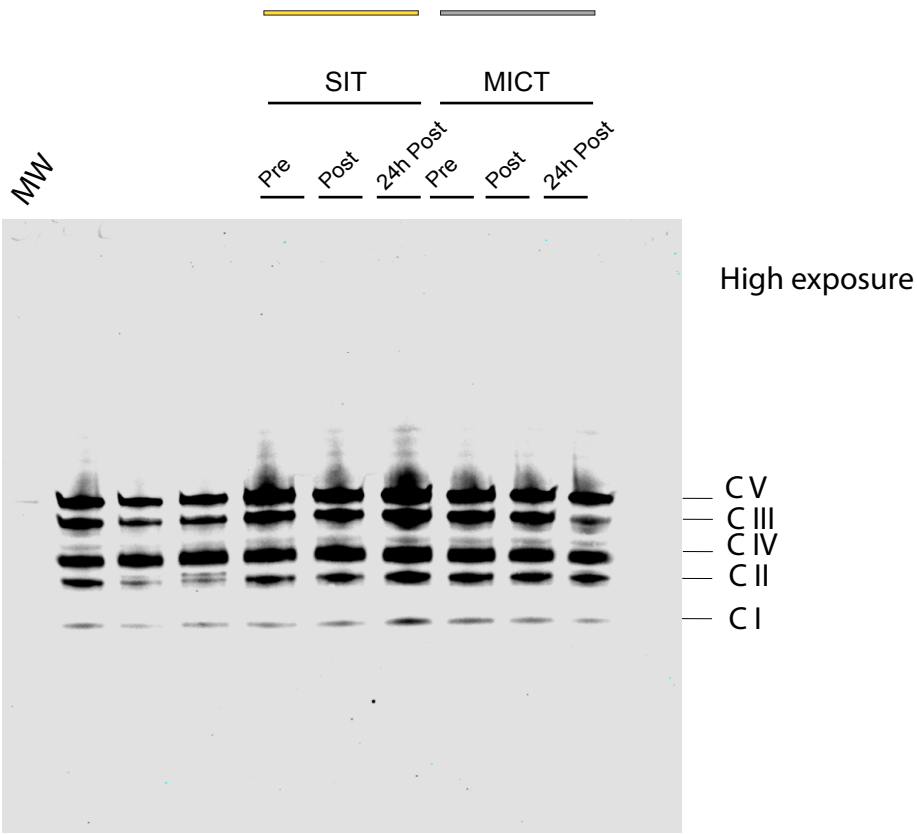 SIT MICT
MW Pre Post 24h Post Pre Post 24h Post
High exposure
C V
C III
C IV
C II
C I